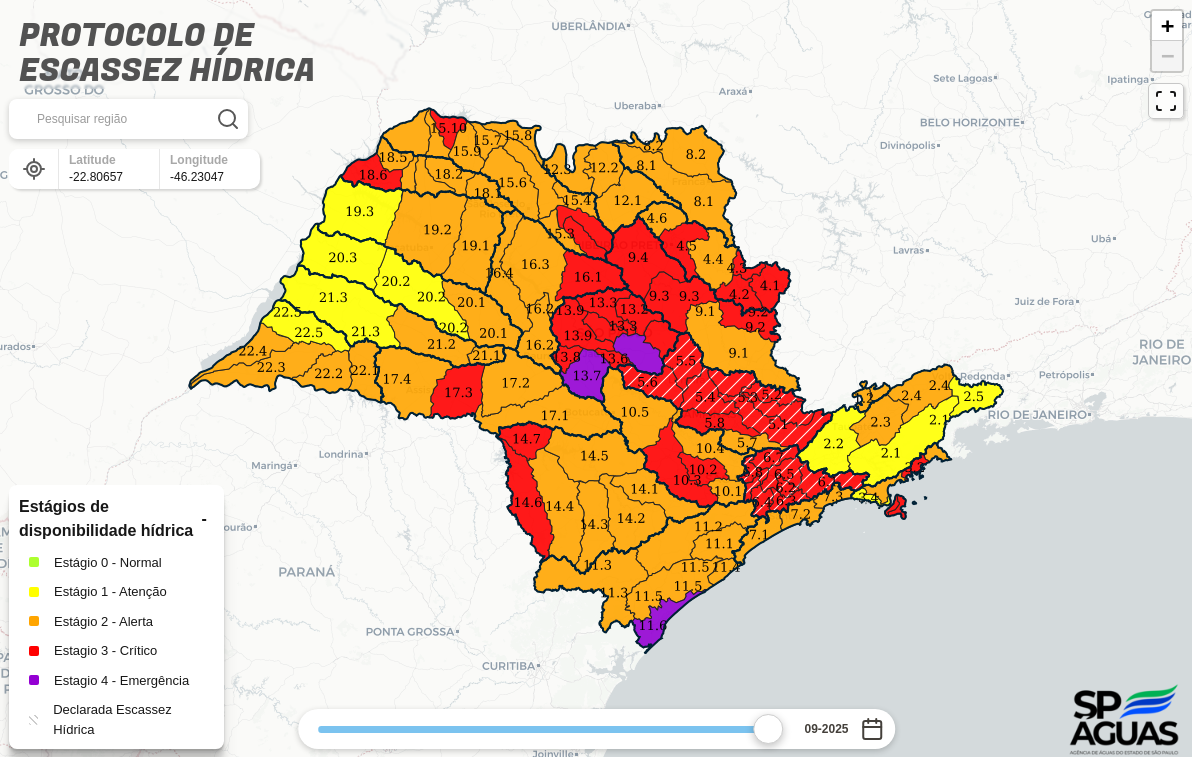 PROTOCOLO DE
ESCASSEZ HÍDRICA
GROSSO DO
Pesquisar região
Latitude
-22.80657
Longitude
-46.23047
+
−
UBERLÂNDIA
Uberaba
Araxá
Sete Lagoas
Ipatinga
BELO HORIZONTE
Divinópolis
Lavras
Ubá
Juiz de Fora
RIO DE
JANEIRO
Petrópolis
Redonda
RIO DE JANEIRO
Maringá
Londrina
PARANÁ
PONTA GROSSA
CURITIBA
Joinville
15.10
15.7
15.8
15.9
18.5
18.6
18.2
18.1
15.6
12.3
12.2
8.2
8.1
8.2
15.4
12.1
8.1
4.6
19.3
19.2
19.1
15.3
9.4
4.5
4.4
4.3
20.3
16.4
16.3
16.1
4.1
4.2
20.2
20.2
20.1
21.3
16.2
13.9
13.3
13.2
9.3
9.3
9.1
9.2
9.2
22.5
22.5
21.3
20.2
20.1
13.9
13.3
21.2
21.1
16.2
13.8
13.6
9.1
22.4
22.3
22.2
22.1
17.4
17.3
17.2
13.7
5.6
5.5
5.4
5.3
5.2
17.1
10.5
5.8
5.1
2.4
2.4
2.5
2.3
2.1
2.2
2.1
14.7
14.5
10.4
5.7
10.2
10.3
10.1
14.6
14.4
14.1
14.3
14.2
11.2
11.1
7.1
7.2
7.3
11.3
11.5
11.4
11.3
11.5
11.5
11.6
Estágios de
disponibilidade hídrica
-
Estágio 0 - Normal
Estágio 1 - Atenção
Estágio 2 - Alerta
Estagio 3 - Crítico
Estagio 4 - Emergência
Declarada Escassez
Hídrica
09-2025
SP
ÁGUAS
AGÊNCIA DE ÁGUAS DO ESTADO DE SÃO PAULO